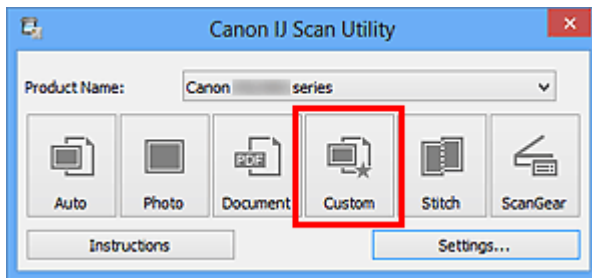 Canon IJ Scan Utility
Product Name: Canon series
PDF
Auto Photo Document Custom Stitch ScanGear
Instructions Settings...